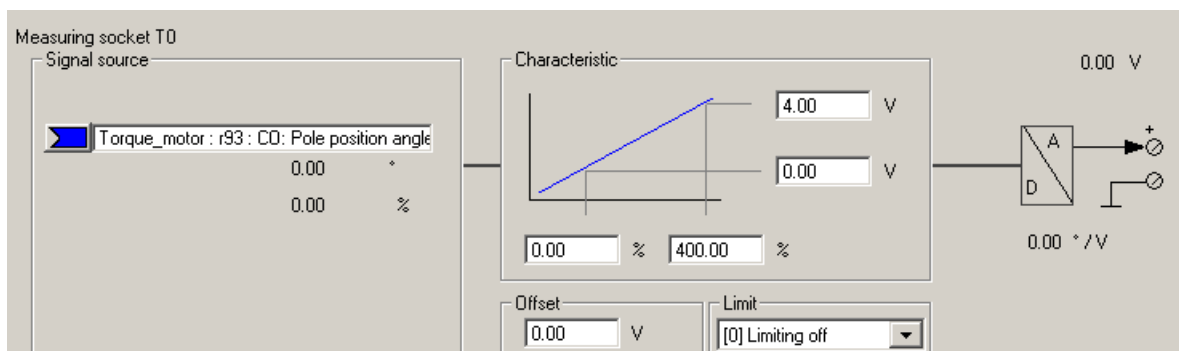 Measuring socket T0
Signal source
Characteristic
0.00 V
4.00 V
Torque_motor : r93 : CO: Pole position angle
A
+
0.00 °
0.00 V
D
0.00 %
0.00 % 400.00 %
0.00 ° / V
Offset
Limit
0.00 V
[0] Limiting off